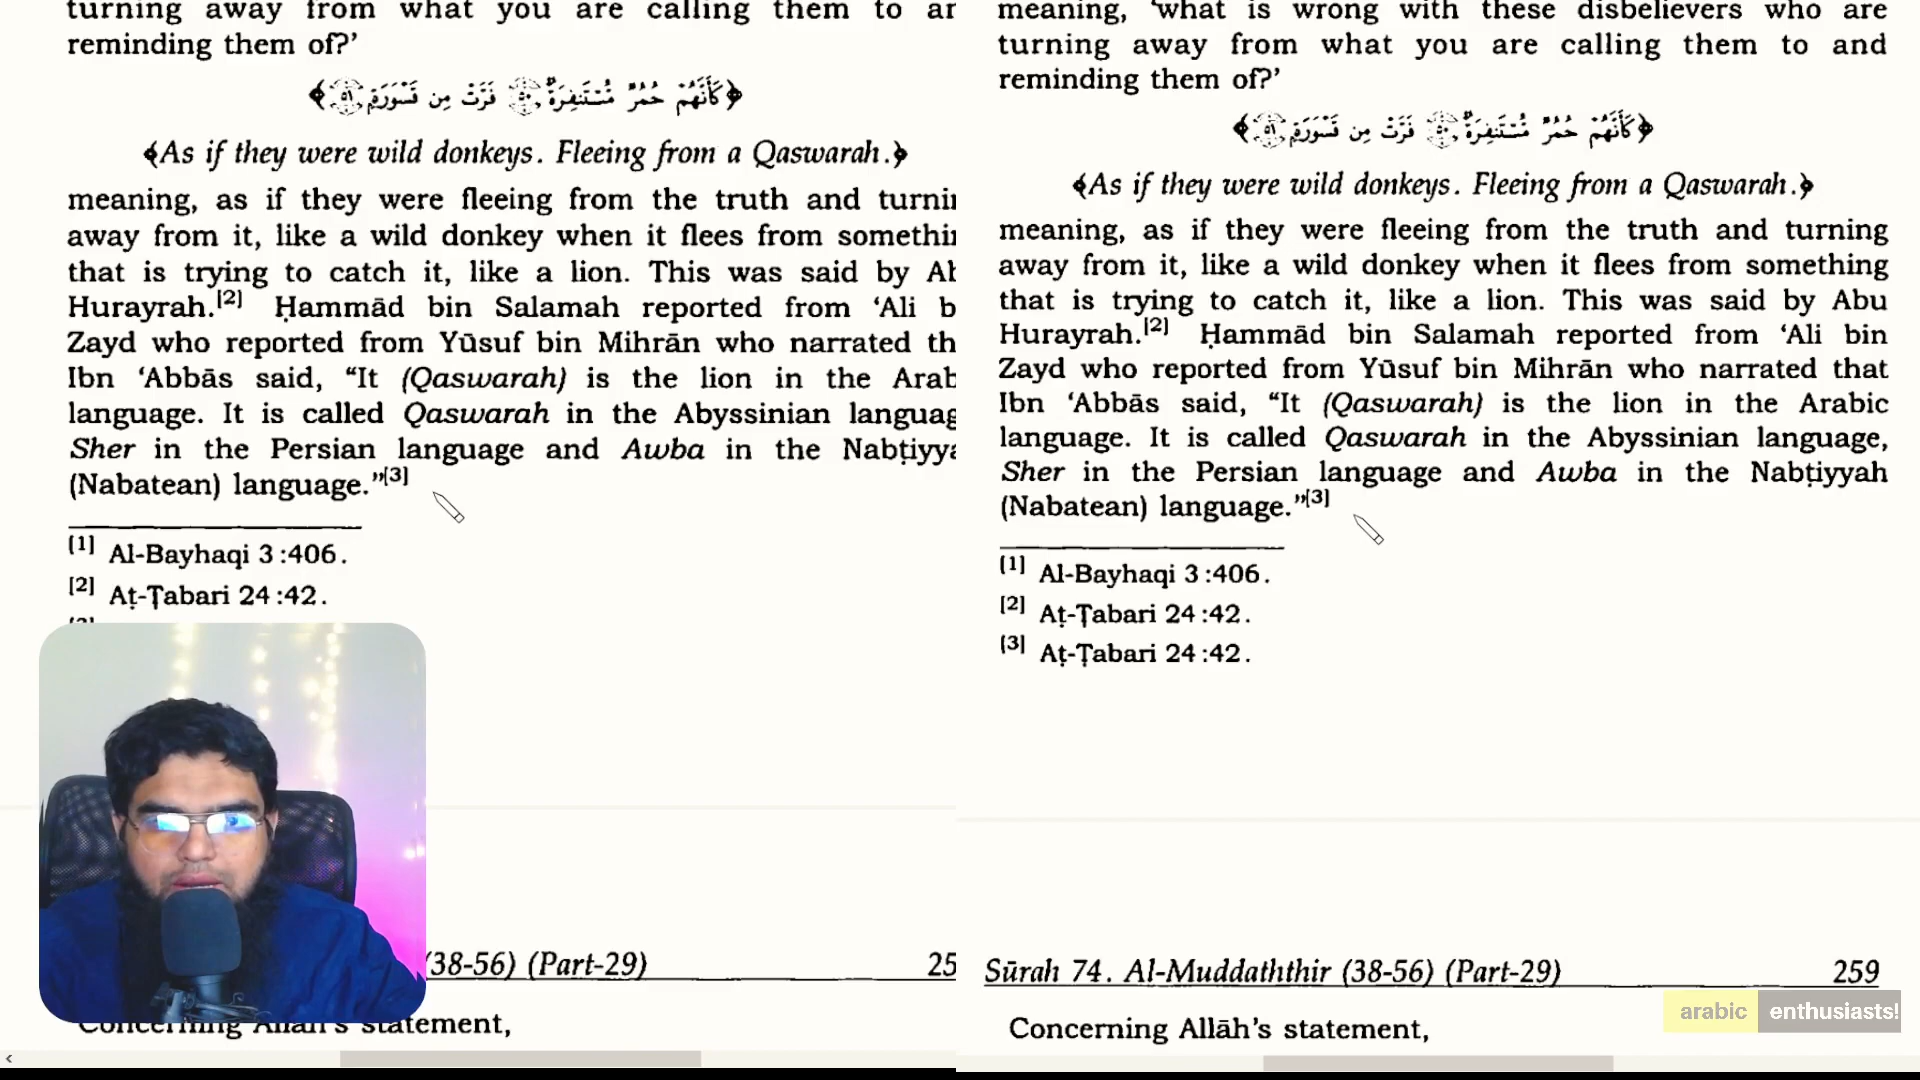 turning away from what you are calling them to
reminding them of?’
﴿كَأَنَّهُمْ حُمُرٌ مُّسْتَنفِرَةٌ ۝٥٠ فَرَّتْ مِن قَسْوَرَةٍ ۝٥١﴾
﴾As if they were wild donkeys. Fleeing from a Qaswarah.﴿
meaning, as if they were fleeing from the truth and turnin
away from it, like a wild donkey when it flees from somethin
that is trying to catch it, like a lion. This was said by Ab
Hurayrah.[2] Ḥammād bin Salamah reported from ‘Ali b
Zayd who reported from Yūsuf bin Mihrān who narrated th
Ibn ‘Abbās said, “It (Qaswarah) is the lion in the Arab
language. It is called Qaswarah in the Abyssinian languag
Sher in the Persian language and Awba in the Nabṭiyya
(Nabatean) language.”[3]
[1] Al-Bayhaqi 3:406.
[2] Aṭ-Ṭabari 24:42.
(38-56) (Part-29) 25
Concerning Allāh’s statement,
meaning, ‘what is wrong with these disbelievers who are
turning away from what you are calling them to and
reminding them of?’
﴿كَأَنَّهُمْ حُمُرٌ مُّسْتَنفِرَةٌ ۝٥٠ فَرَّتْ مِن قَسْوَرَةٍ ۝٥١﴾
﴾As if they were wild donkeys. Fleeing from a Qaswarah.﴿
meaning, as if they were fleeing from the truth and turning
away from it, like a wild donkey when it flees from something
that is trying to catch it, like a lion. This was said by Abu
Hurayrah.[2] Ḥammād bin Salamah reported from ‘Ali bin
Zayd who reported from Yūsuf bin Mihrān who narrated that
Ibn ‘Abbās said, “It (Qaswarah) is the lion in the Arabic
language. It is called Qaswarah in the Abyssinian language,
Sher in the Persian language and Awba in the Nabṭiyyah
(Nabatean) language.”[3]
[1] Al-Bayhaqi 3:406.
[2] Aṭ-Ṭabari 24:42.
[3] Aṭ-Ṭabari 24:42.
Sūrah 74. Al-Muddaththir (38-56) (Part-29) 259
Concerning Allāh’s statement,
arabic enthusiasts!